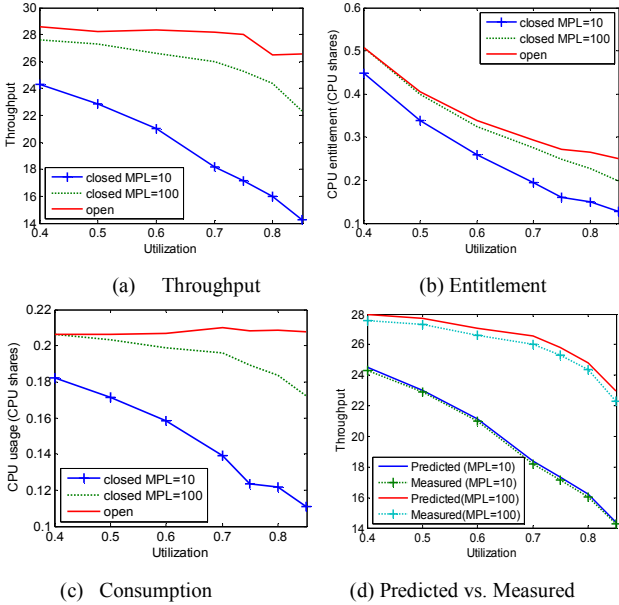 28
26
24
22
20
18
16
14
Throughput
closed MPL=10
closed MPL=100
open
0.4 0.5 0.6 0.7 0.8
Utilization
(a) Throughput
0.6
0.5
0.4
0.3
0.2
0.1
CPU entitlement (CPU shares)
closed MPL=10
closed MPL=100
open
0.4 0.5 0.6 0.7 0.8
Utilization
(b) Entitlement
0.22
0.2
0.18
0.16
0.14
0.12
0.1
CPU usage (CPU shares)
closed MPL=10
closed MPL=100
open
0.4 0.5 0.6 0.7 0.8
Utilization
(c) Consumption
28
26
24
22
20
18
16
14
Throughput
Predicted (MPL=10)
Measured (MPL=10)
Predicted(MPL=100)
Measured(MPL=100)
0.4 0.5 0.6 0.7 0.8
Utilization
(d) Predicted vs. Measured